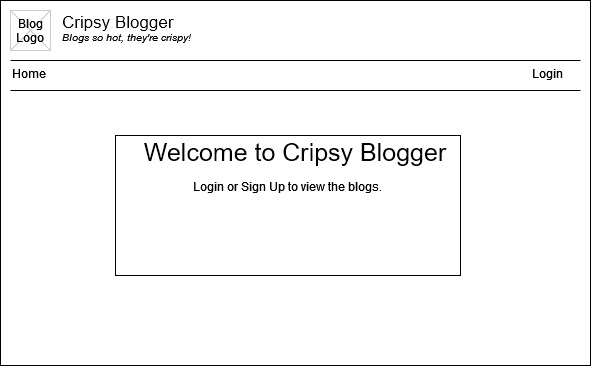 Blog
Logo
Cripsy Blogger
Blogs so hot, they're crispy!
Home
Login
Welcome to Cripsy Blogger
Login or Sign Up to view the blogs.